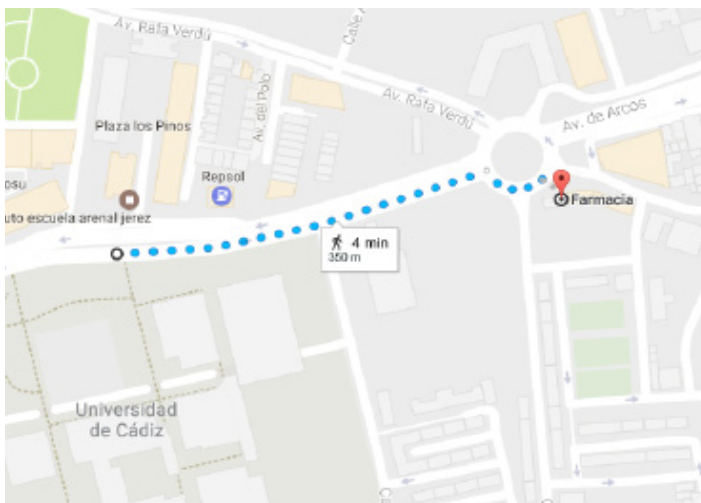 Av. Rafa Verdú
Calle
Av. Rafa Verdú
Av. de Arcos
Av. del Polo
Plaza los Pinos
osu
Repsol
Farmacia
uto escuela arenal jerez
4 min
350 m
Universidad
de Cádiz